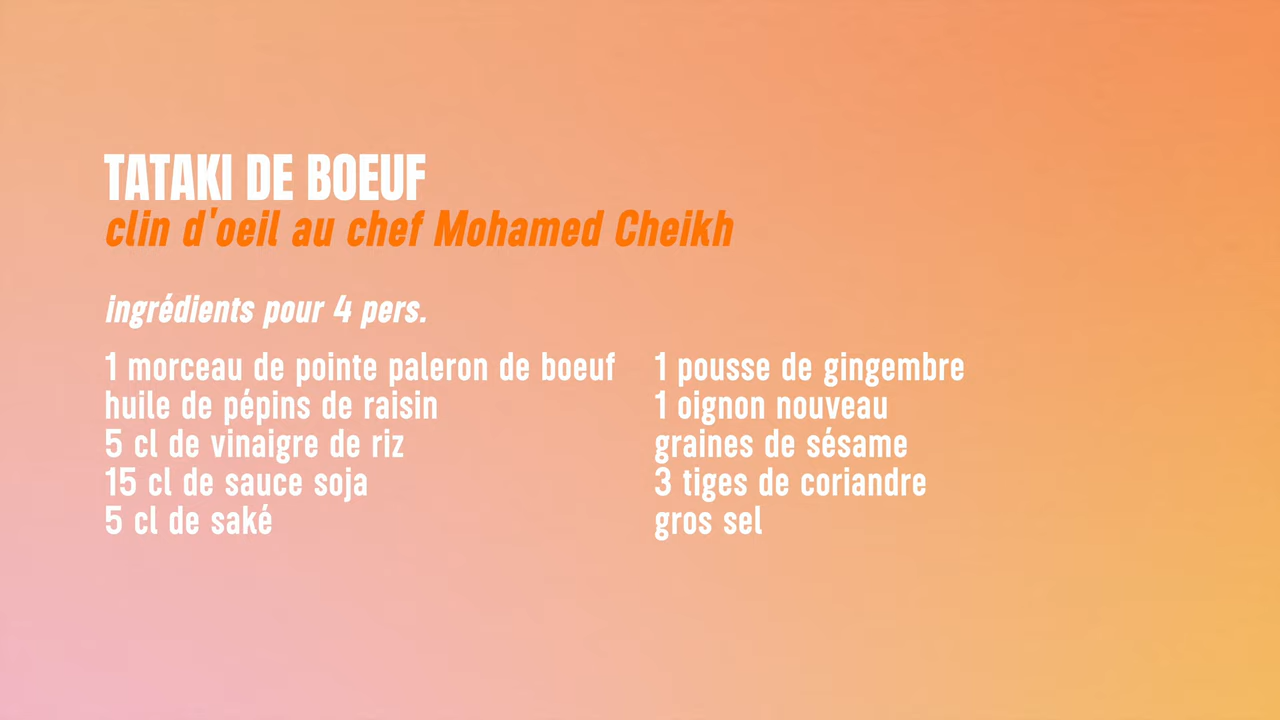 TATAKI DE BOEUF
clin d'oeil au chef Mohamed Cheikh
ingrédients pour 4 pers.
1 morceau de pointe paleron de boeuf
huile de pépins de raisin
5 cl de vinaigre de riz
15 cl de sauce soja
5 cl de saké
1 pousse de gingembre
1 oignon nouveau
graines de sésame
3 tiges de coriandre
gros sel